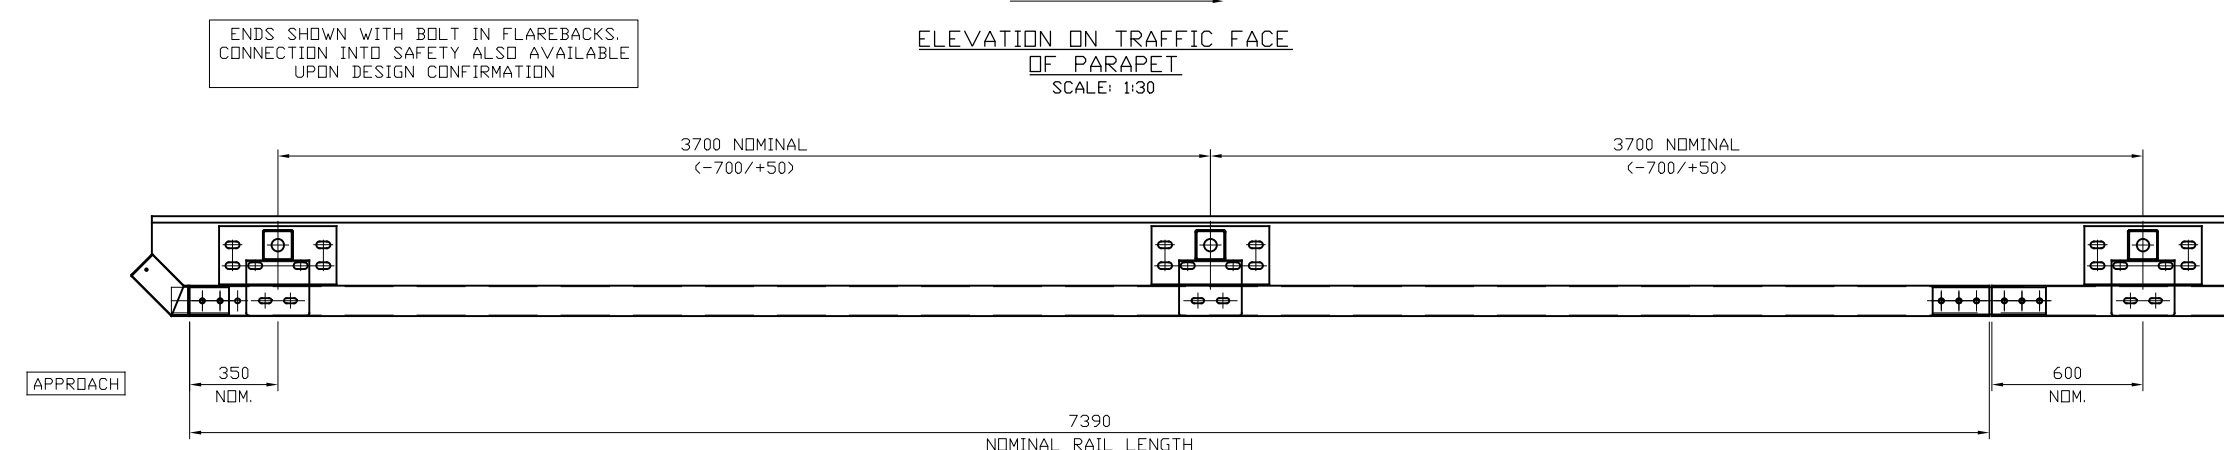 ENDS SHOWN WITH BOLT IN FLAREBACKS.
CONNECTION INTO SAFETY ALSO AVAILABLE
UPON DESIGN CONFIRMATION
ELEVATION ON TRAFFIC FACE
OF PARAPET
SCALE: 1:30
3700 NOMINAL
(-700/+50)
3700 NOMINAL
(-700/+50)
APPROACH
350
NOM.
600
NOM.
7390
NOMINAL RAIL LENGTH